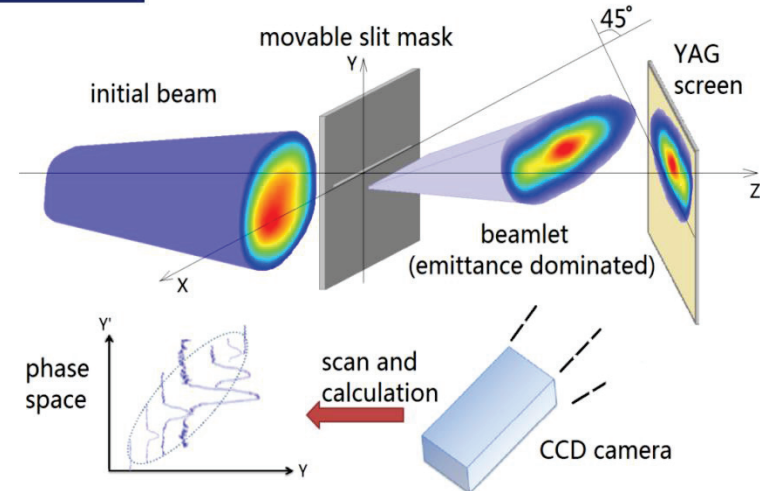 45°
movable slit mask
Y
YAG
screen
initial beam
Z
X
beamlet
(emittance dominated)
Y'
phase
space
scan and
calculation
CCD camera
Y